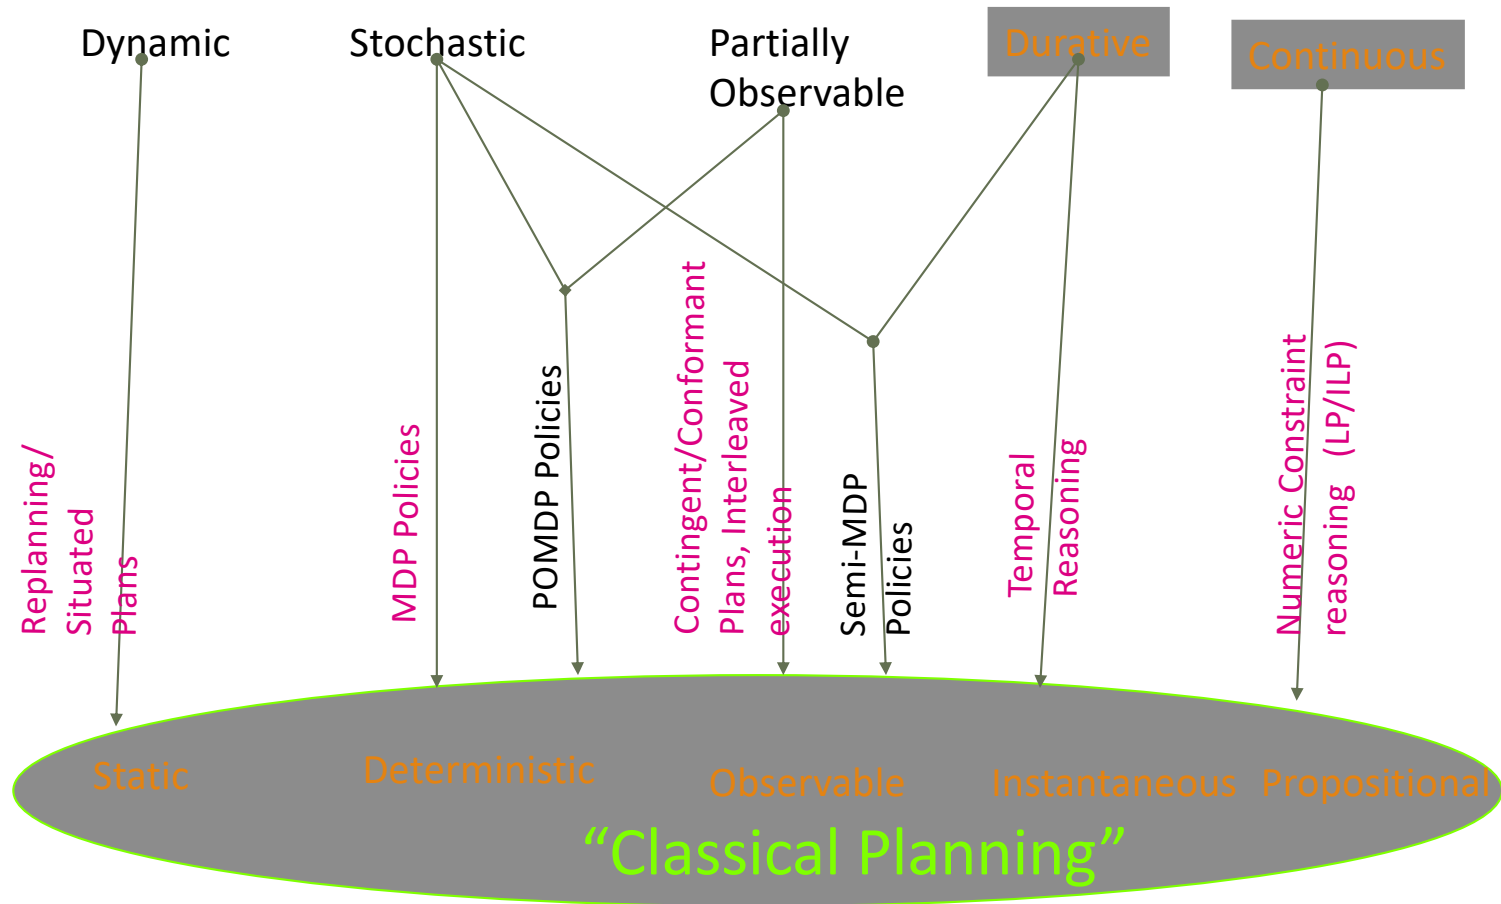 Dynamic
Stochastic
Partially
Observable
Durative
Continuous
Replanning/
Situated
Plans
MDP Policies
POMDP Policies
Contingent/Conformant
Plans, Interleaved
execution
Semi-MDP
Policies
Temporal
Reasoning
Numeric Constraint
reasoning (LP/ILP)
Static
Deterministic
Observable
Instantaneous
Propositional
“Classical Planning”